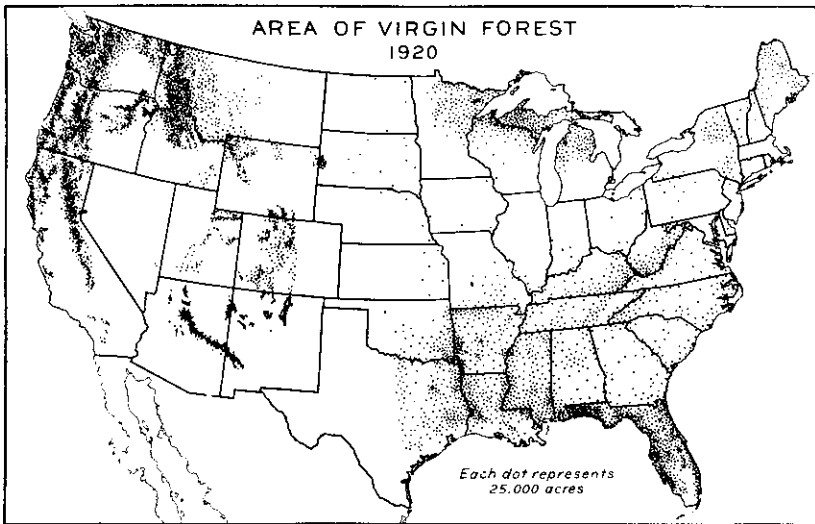 AREA OF VIRGIN FOREST
1920
Each dot represents
25.000 acres